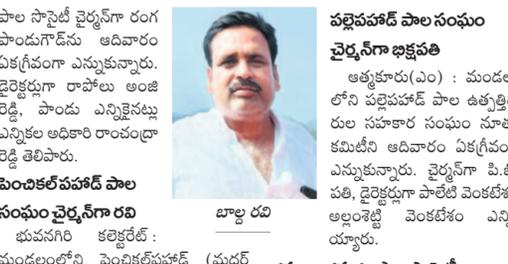 పాల సొసైటీ చైర్మన్‌గా రంగ
పాండుగౌడ్‌ను ఆదివారం
ఏకగ్రీవంగా ఎన్నుకున్నారు.
డైరెక్టర్లుగా రాపోలు అంజి
రెడ్డి, పాండు ఎన్నికైనట్లు
ఎన్నికల అధికారి రాంచంద్రా
రెడ్డి తెలిపారు.
పెంచికల్‌పహాడ్ పాల
సంఘం చైర్మన్‌గా రవి
భువనగిరి కలెక్టరేట్ :
మండలంలోని పెంచికల్‌పహాడ్ (మదర్
బాల్ద రవి
పల్లెపహాడ్ పాల సంఘం
చైర్మన్‌గా భిక్షపతి
ఆత్మకూరు(ఎం) : మండల
లోని పల్లెపహాడ్ పాల ఉత్పత్తి
రుల సహకార సంఘం నూత
కమిటీని ఆదివారం ఏకగ్రీవం
ఎన్నుకున్నారు. చైర్మన్‌గా
పతి, డైరెక్టర్లుగా పాలేటి వెంకటే
అల్లంశెట్టి వెంకటేశం ఎన్ని
య్యారు.